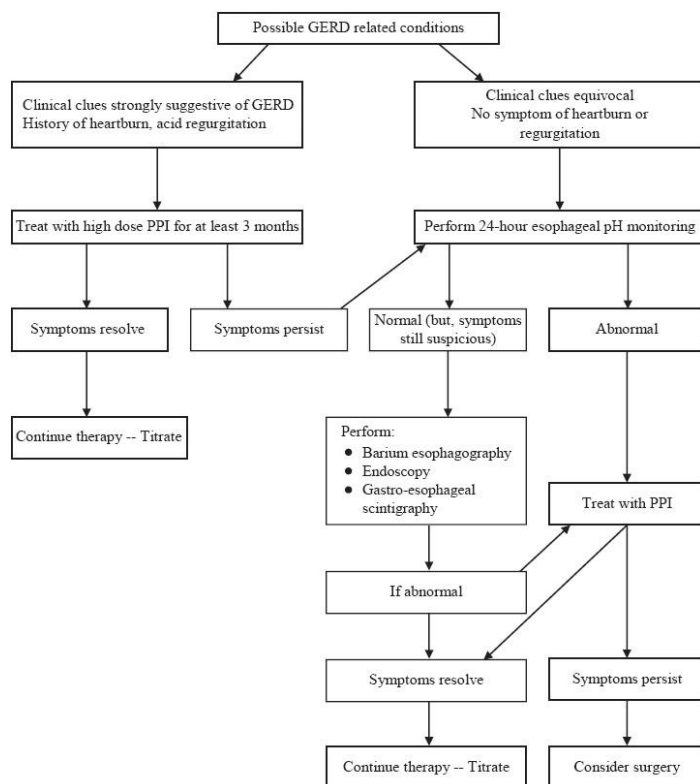 Possible GERD related conditions
Clinical clues strongly suggestive of GERD
History of heartburn, acid regurgitation
Clinical clues equivocal
No symptom of heartburn or
regurgitation
Treat with high dose PPI for at least 3 months
Perform 24-hour esophageal pH monitoring
Symptoms resolve
Symptoms persist
Normal (but, symptoms
still suspicious)
Abnormal
Continue therapy -- Titrate
Perform:
● Barium esophagography
● Endoscopy
● Gastro-esophageal
scintigraphy
Treat with PPI
If abnormal
Symptoms resolve
Symptoms persist
Continue therapy -- Titrate
Consider surgery